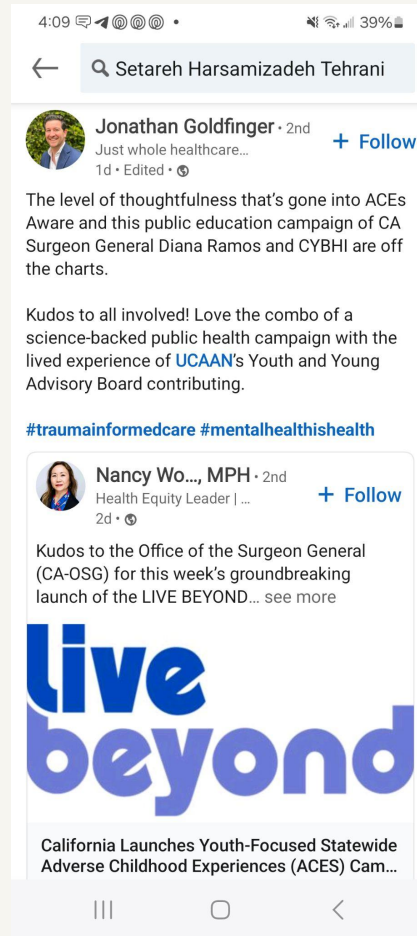 4:09
39%
Setareh Harsamizadeh Tehrani
Jonathan Goldfinger • 2nd
+ Follow
Just whole healthcare...
1d • Edited •
The level of thoughtfulness that's gone into ACEs
Aware and this public education campaign of CA
Surgeon General Diana Ramos and CYBHI are off
the charts.
Kudos to all involved! Love the combo of a
science-backed public health campaign with the
lived experience of UCAAN's Youth and Young
Advisory Board contributing.
#traumainformedcare #mentalhealthishealth
Nancy Wo..., MPH • 2nd
+ Follow
Health Equity Leader | ...
2d •
Kudos to the Office of the Surgeon General
(CA-OSG) for this week's groundbreaking
launch of the LIVE BEYOND... see more
live
beyond
California Launches Youth-Focused Statewide
Adverse Childhood Experiences (ACES) Cam...